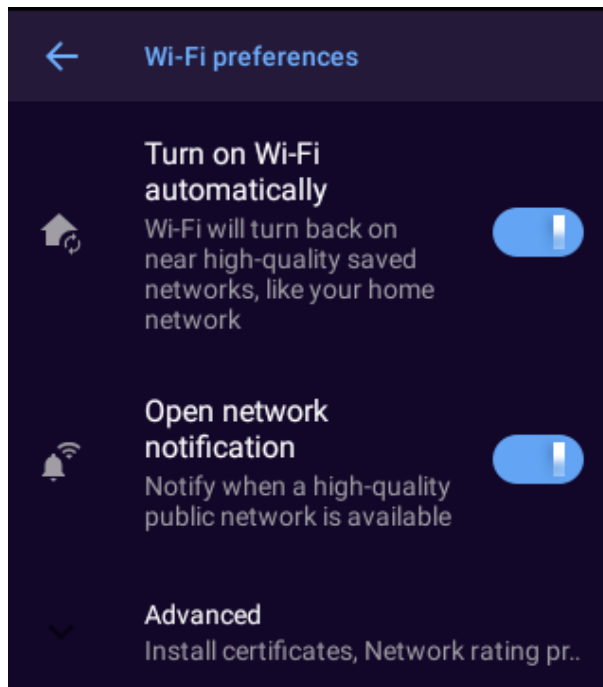 Wi-Fi preferences
Turn on Wi-Fi
automatically
Wi-Fi will turn back on
near high-quality saved
networks, like your home
network
Open network
notification
Notify when a high-quality
public network is available
Advanced
Install certificates, Network rating pr..